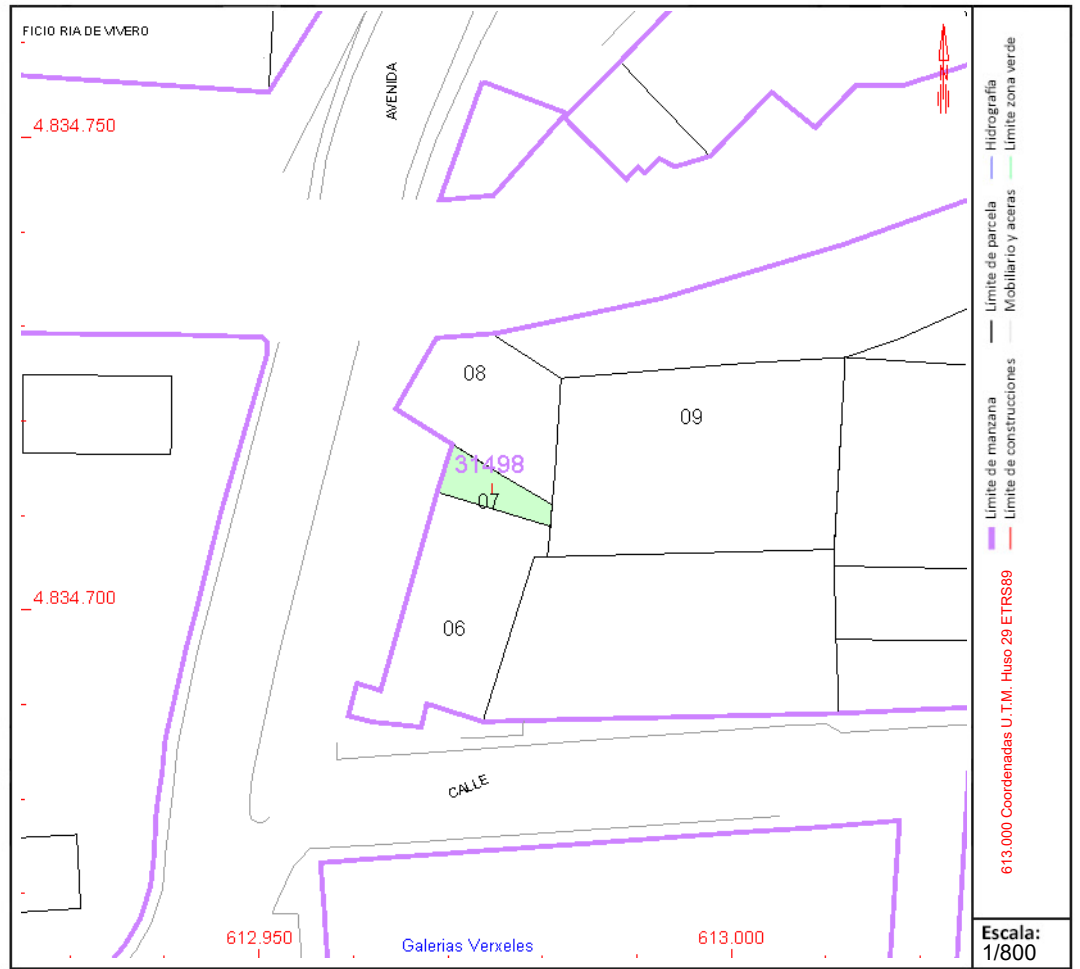 FICIO RIA DE VIVERO
AVENIDA
4.834.750
08
09
31498
07
4.834.700
06
CALLE
612.950
Galerias Verxeles
613.000
Hidrografía
Límite zona verde
Límite de parcela
Mobiliario y aceras
Límite de manzana
Límite de construcciones
613.000 Coordenadas U.T.M. Huso 29 ETRS89
Escala:
1/800